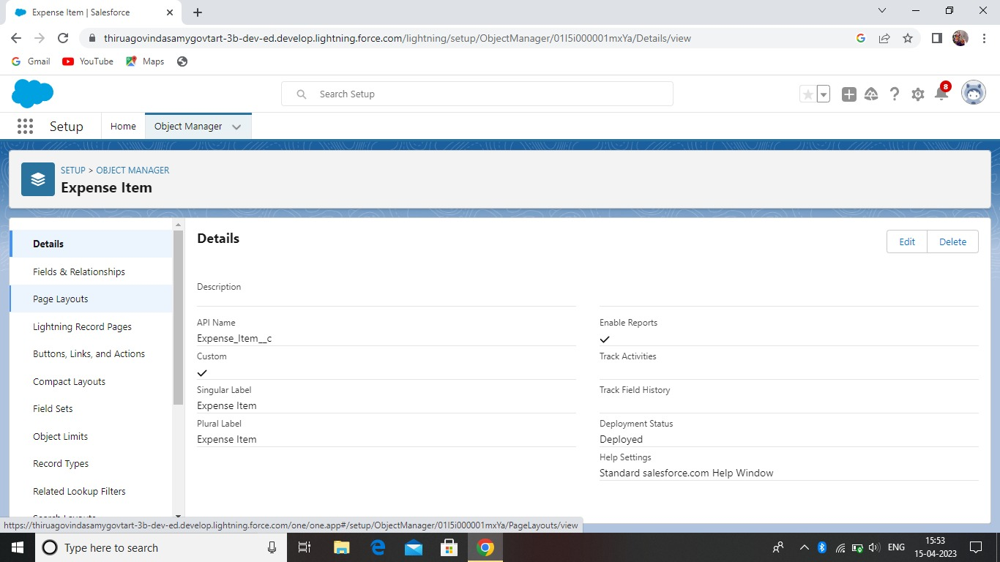 Expense Item | Salesforce
thiruagovindasamygovtart-3b-dev-ed.develop.lightning.force.com/lightning/setup/ObjectManager/01I5i000001mxYa/Details/view
Gmail YouTube Maps
Search Setup
8
Setup Home Object Manager
SETUP > OBJECT MANAGER
Expense Item
Details
Fields & Relationships
Page Layouts
Lightning Record Pages
Buttons, Links, and Actions
Compact Layouts
Field Sets
Object Limits
Record Types
Related Lookup Filters
Search Layouts
Details
Edit Delete
Description
API Name
Expense_Item__c
Custom
Singular Label
Expense Item
Plural Label
Expense Item
Enable Reports
Track Activities
Track Field History
Deployment Status
Deployed
Help Settings
Standard salesforce.com Help Window
https://thiruagovindasamygovtart-3b-dev-ed.develop.lightning.force.com/one/one.app#/setup/ObjectManager/01I5i000001mxYa/PageLayouts/view
Type here to search
ENG
15:53
15-04-2023